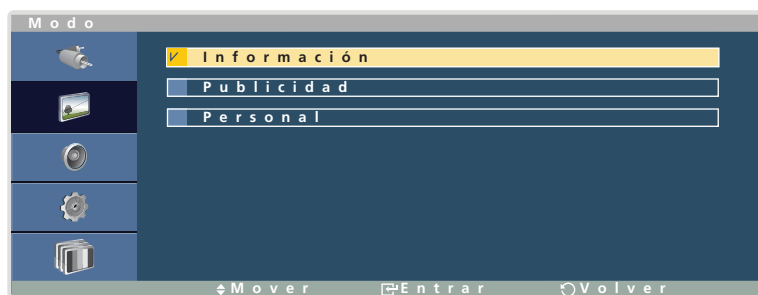 Modo
Información
Publicidad
Personal
Mover Entrar Volver